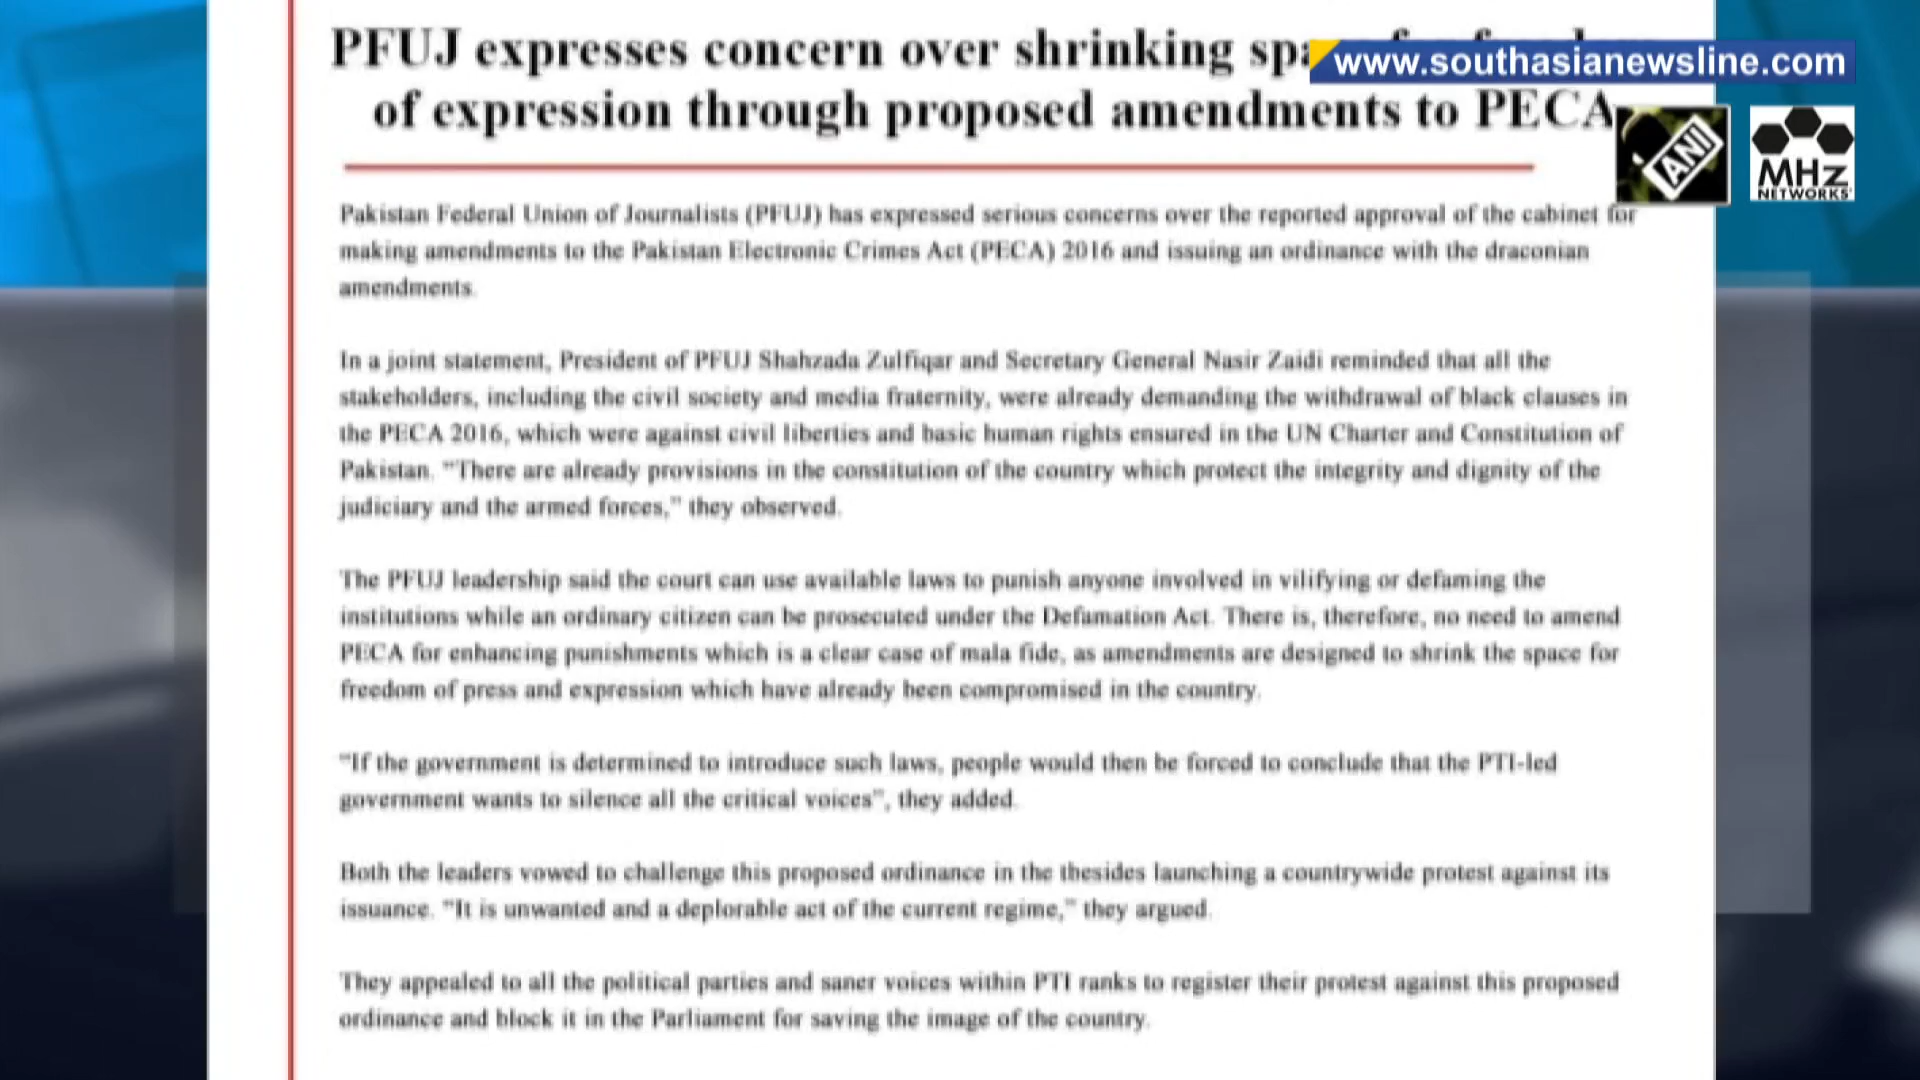 PFUJ expresses concern over shrinking
www.southasianewsline.com
of expression through proposed amendments to PECA
ANI
MHz
NETWORKS
Pakistan Federal Union of Journalists (PFUJ) has expressed serious concerns over the reported approval of the cabinet for
making amendments to the Pakistan Electronic Crimes Act (PECA) 2016 and issuing an ordinance with the draconian
amendments.
In a joint statement, President of PFUJ Shahzada Zulfiqar and Secretary General Nasir Zaidi reminded that all the
stakeholders, including the civil society and media fraternity, were already demanding the withdrawal of black clauses in
the PECA 2016, which were against civil liberties and basic human rights ensured in the UN Charter and Constitution of
Pakistan. "There are already provisions in the constitution of the country which protect the integrity and dignity of the
judiciary and the armed forces," they observed.
The PFUJ leadership said the court can use available laws to punish anyone involved in vilifying or defaming the
institutions while an ordinary citizen can be prosecuted under the Defamation Act. There is, therefore, no need to amend
PECA for enhancing punishments which is a clear case of mala fide, as amendments are designed to shrink the space for
freedom of press and expression which have already been compromised in the country.
"If the government is determined to introduce such laws, people would then be forced to conclude that the PTI-led
government wants to silence all the critical voices", they added.
Both the leaders vowed to challenge this proposed ordinance in the thesides launching a countrywide protest against its
issuance. "It is unwanted and a deplorable act of the current regime," they argued.
They appealed to all the political parties and saner voices within PTI ranks to register their protest against this proposed
ordinance and block it in the Parliament for saving the image of the country.